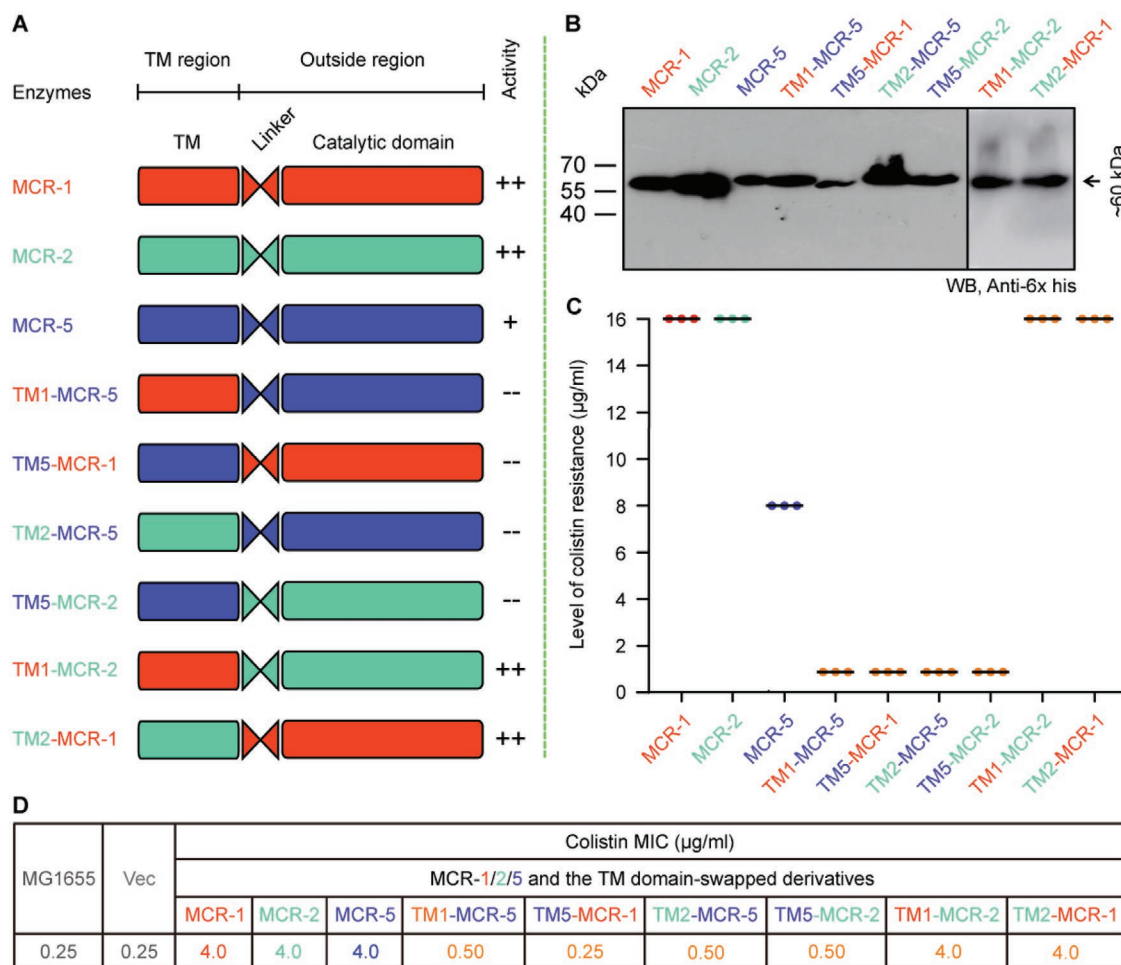 A
TM region
Outside region
Activity
Enzymes
TM
Linker
Catalytic domain
MCR-1
++
MCR-2
++
MCR-5
+
TM1-MCR-5
--
TM5-MCR-1
--
TM2-MCR-5
--
TM5-MCR-2
--
TM1-MCR-2
++
TM2-MCR-1
++
B
kDa
MCR-1
MCR-2
MCR-5
TM1-MCR-5
TM5-MCR-1
TM2-MCR-5
TM5-MCR-2
TM1-MCR-2
TM2-MCR-1
70
55
40
~60 kDa
WB, Anti-6x his
C
Level of colistin resistance (µg/ml)
16
14
12
10
8
6
4
2
0
MCR-1
MCR-2
MCR-5
TM1-MCR-5
TM5-MCR-1
TM2-MCR-5
TM5-MCR-2
TM1-MCR-2
TM2-MCR-1
D
MG1655
Vec
Colistin MIC (µg/ml)
MCR-1/2/5 and the TM domain-swapped derivatives
MCR-1 MCR-2 MCR-5 TM1-MCR-5 TM5-MCR-1 TM2-MCR-5 TM5-MCR-2 TM1-MCR-2 TM2-MCR-1
0.25 0.25 4.0 4.0 4.0 0.50 0.25 0.50 0.50 4.0 4.0